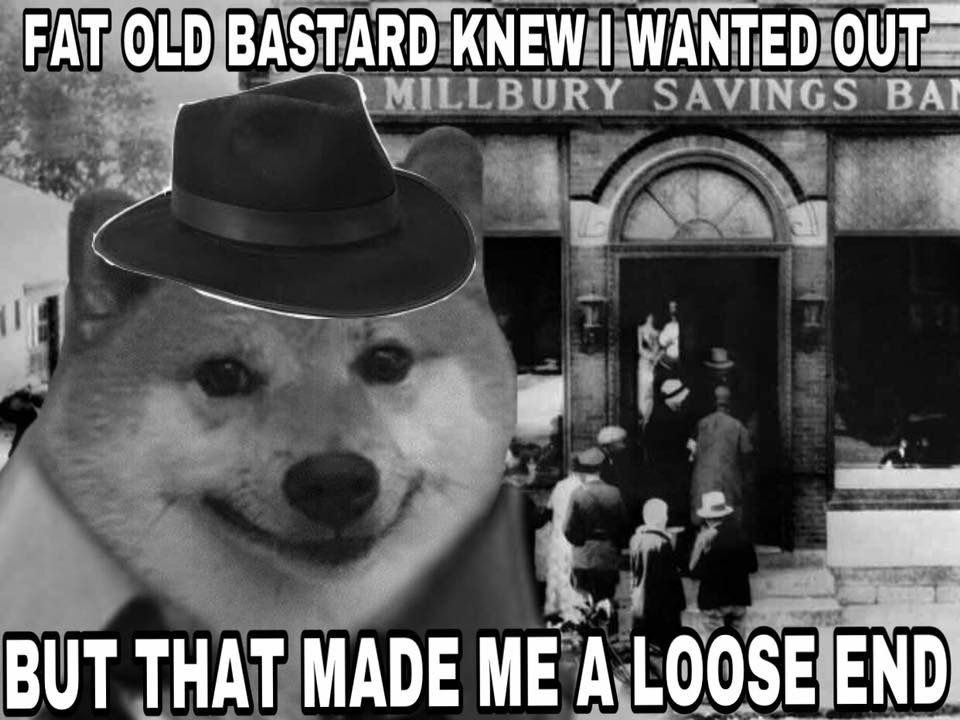 FAT OLD BASTARD KNEW I WANTED OUT
MILLBURY SAVINGS BAN
BUT THAT MADE ME A LOOSE END